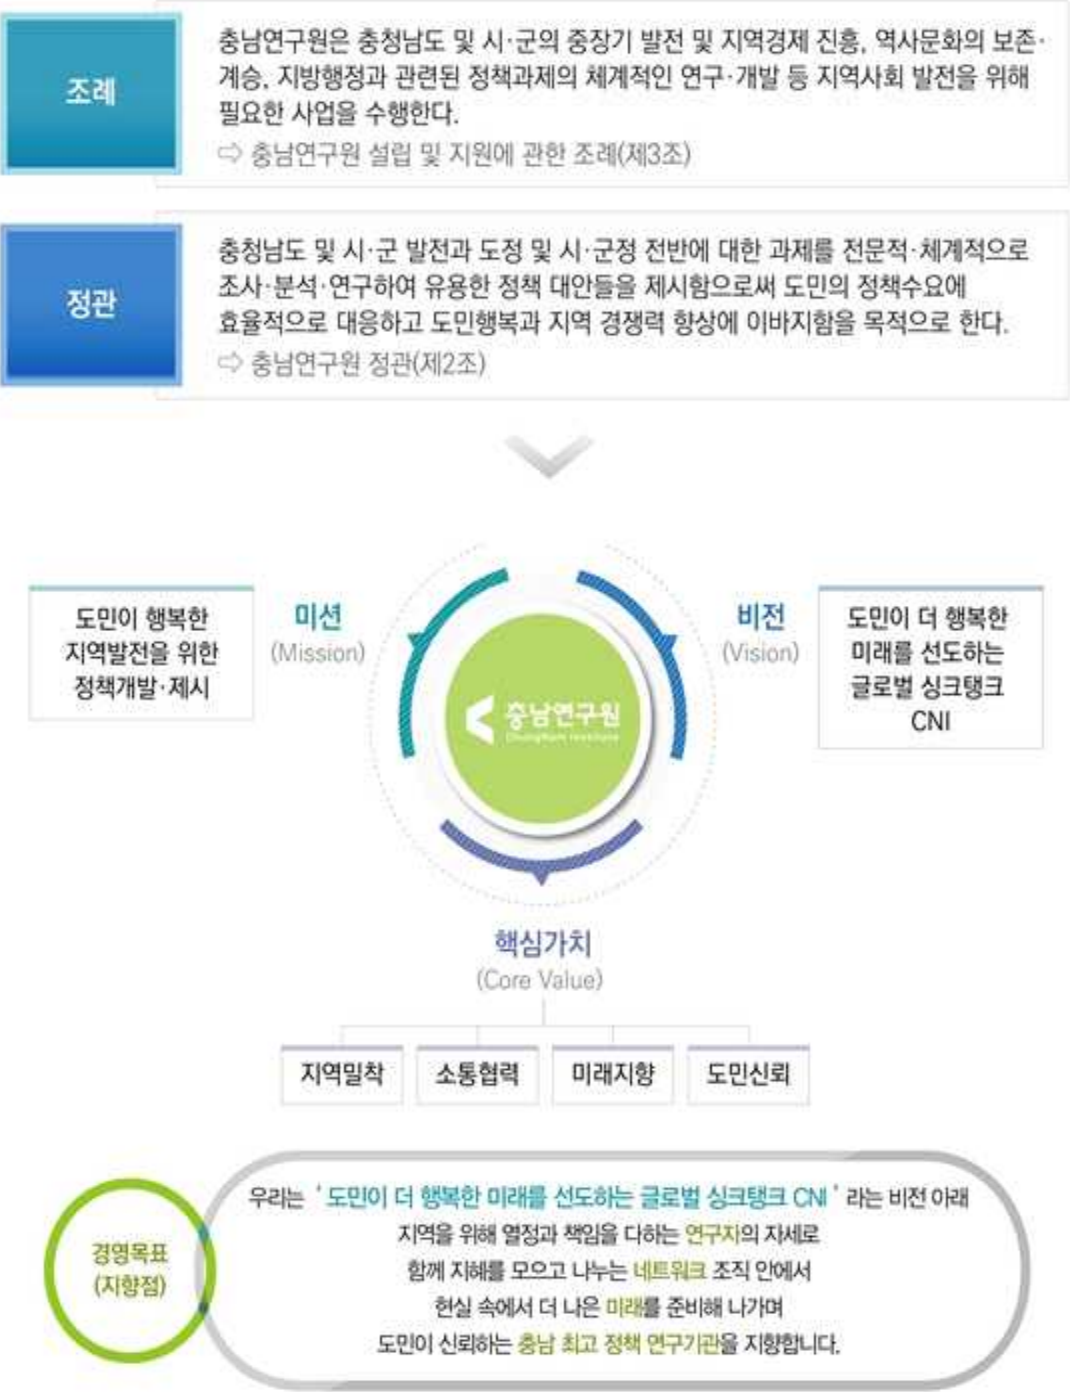 조례
충남연구원은 충청남도 및 시·군의 중장기 발전 및 지역경제 진흥, 역사문화의 보존·
계승, 지방행정과 관련된 정책과제의 체계적인 연구·개발 등 지역사회 발전을 위해
필요한 사업을 수행한다.
⇨ 충남연구원 설립 및 지원에 관한 조례(제3조)
정관
충청남도 및 시·군 발전과 도정 및 시·군정 전반에 대한 과제를 전문적·체계적으로
조사·분석·연구하여 유용한 정책 대안들을 제시함으로써 도민의 정책수요에
효율적으로 대응하고 도민행복과 지역 경쟁력 향상에 이바지함을 목적으로 한다.
⇨ 충남연구원 정관(제2조)
도민이 행복한
지역발전을 위한
정책개발·제시
미션
(Mission)
충남연구원
ChungNam Institute
비전
(Vision)
도민이 더 행복한
미래를 선도하는
글로벌 싱크탱크
CNI
핵심가치
(Core Value)
지역밀착
소통협력
미래지향
도민신뢰
경영목표
(지향점)
우리는 ' 도민이 더 행복한 미래를 선도하는 글로벌 싱크탱크 CNI ' 라는 비전 아래
지역을 위해 열정과 책임을 다하는 연구자의 자세로
함께 지혜를 모으고 나누는 네트워크 조직 안에서
현실 속에서 더 나은 미래를 준비해 나가며
도민이 신뢰하는 충남 최고 정책 연구기관을 지향합니다.